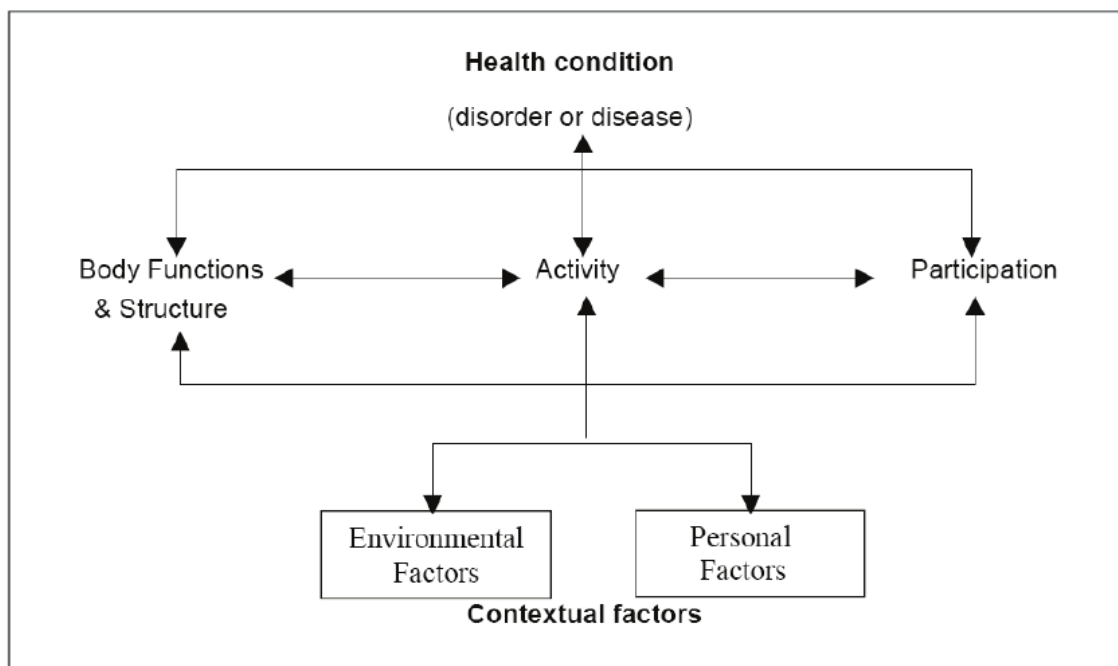 Health condition
(disorder or disease)
Body Functions
& Structure
Activity
Participation
Environmental
Factors
Personal
Factors
Contextual factors